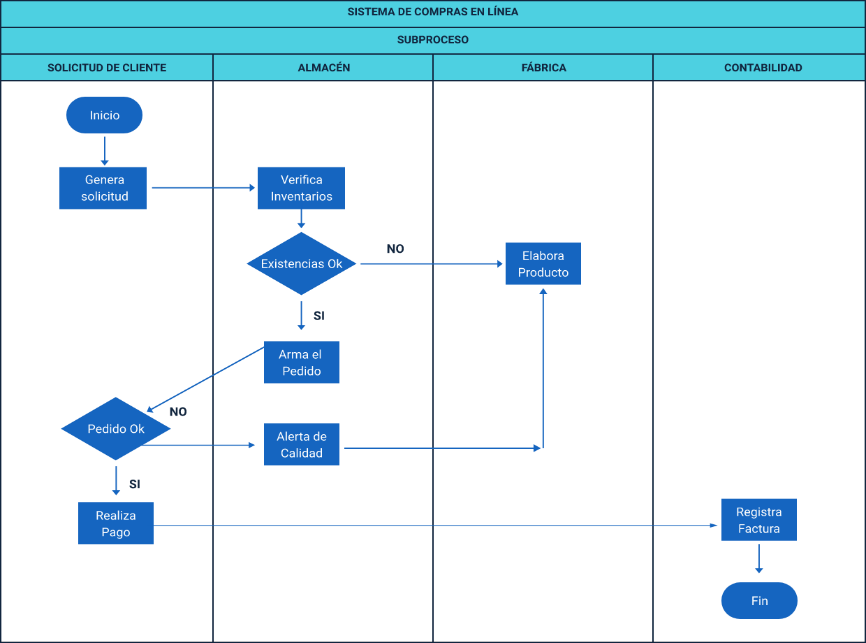 SISTEMA DE COMPRAS EN LÍNEA
SUBPROCESO
SOLICITUD DE CLIENTE
ALMACÉN
FÁBRICA
CONTABILIDAD
Inicio
Genera
solicitud
Verifica
Inventarios
Existencias Ok
NO
Elabora
Producto
SI
Arma el
Pedido
Pedido Ok
NO
Alerta de
Calidad
SI
Realiza
Pago
Registra
Factura
Fin